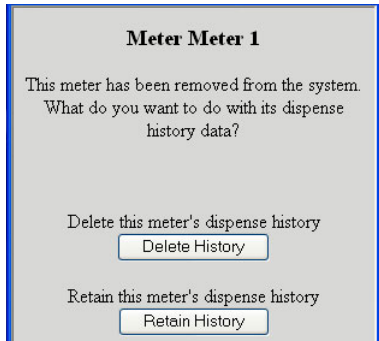 Meter Meter 1
This meter has been removed from the system.
What do you want to do with its dispense
history data?
Delete this meter's dispense history
Delete History
Retain this meter's dispense history
Retain History